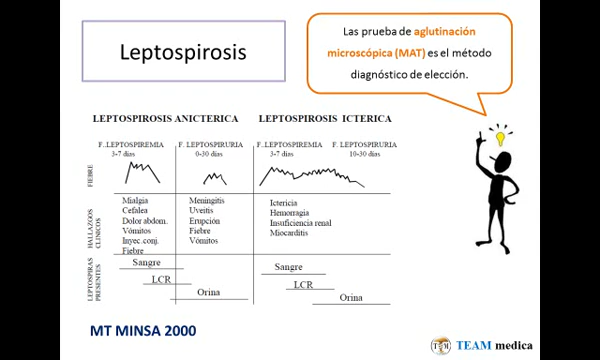 Leptospirosis
Las prueba de aglutinación
microscópica (MAT) es el método
diagnóstico de elección.
LEPTOSPIROSIS ANICTERICA
LEPTOSPIROSIS ICTERICA
F. LEPTOSPIREMIA
3-7 días
F. LEPTOSPIRURIA
0-30 días
F. LEPTOSPIREMIA
3-7 días
F. LEPTOSPIRURIA
10-30 días
FIEBRE
HALLAZGOS
CLINICOS
Mialgia
Cefalea
Dolor abdom.
Vómitos
Inyec.conj.
Fiebre
Meningitis
Uveitis
Erupción
Fiebre
Vómitos
Ictericia
Hemorragia
Insuficiencia renal
Miocarditis
LEPTOSPIRAS
PRESENTES
Sangre
LCR
Orina
Sangre
LCR
Orina
MT MINSA 2000
TEAM medica